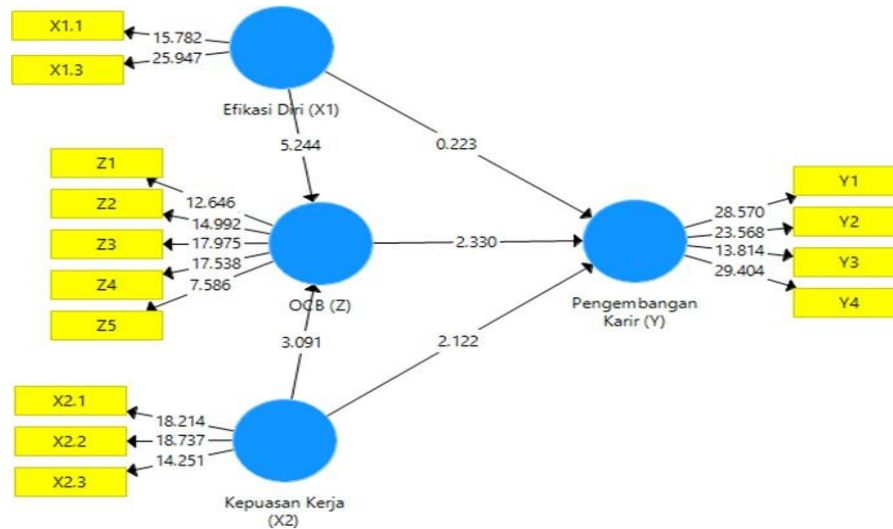 X1.1
15.782
X1.3
25.947
Efikasi Diri (X1)
5.244
0.223
Z1
12.646
Z2
14.992
Z3
17.975
Z4
17.538
Z5
7.586
OCB (Z)
2.330
28.570
Y1
23.568
Y2
13.814
Y3
29.404
Y4
Pengembangan
Karir (Y)
3.091
2.122
X2.1
18.214
X2.2
18.737
X2.3
14.251
Kepuasan Kerja
(X2)